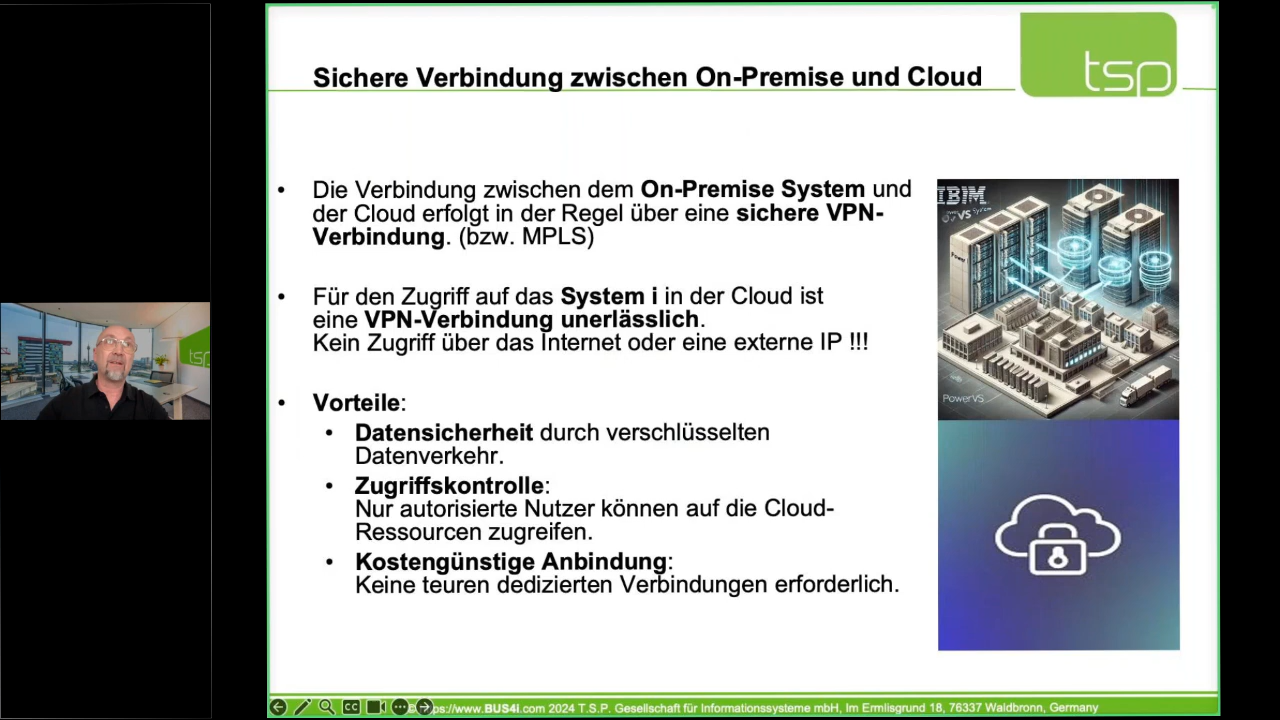 Sichere Verbindung zwischen On-Premise und Cloud
tsp
• Die Verbindung zwischen dem On-Premise System und
der Cloud erfolgt in der Regel über eine sichere VPN-
Verbindung. (bzw. MPLS)
• Für den Zugriff auf das System i in der Cloud ist
eine VPN-Verbindung unerlässlich.
Kein Zugriff über das Internet oder eine externe IP !!!
• Vorteile:
• Datensicherheit durch verschlüsselten
Datenverkehr.
• Zugriffskontrolle:
Nur autorisierte Nutzer können auf die Cloud-
Ressourcen zugreifen.
• Kostengünstige Anbindung:
Keine teuren dedizierten Verbindungen erforderlich.
PowerVS
tsp
CC
www.BUS4i.com 2024 T.S.P. Gesellschaft für Informationssysteme mbH, Im Ermlisgrund 18, 76337 Waldbronn, Germany